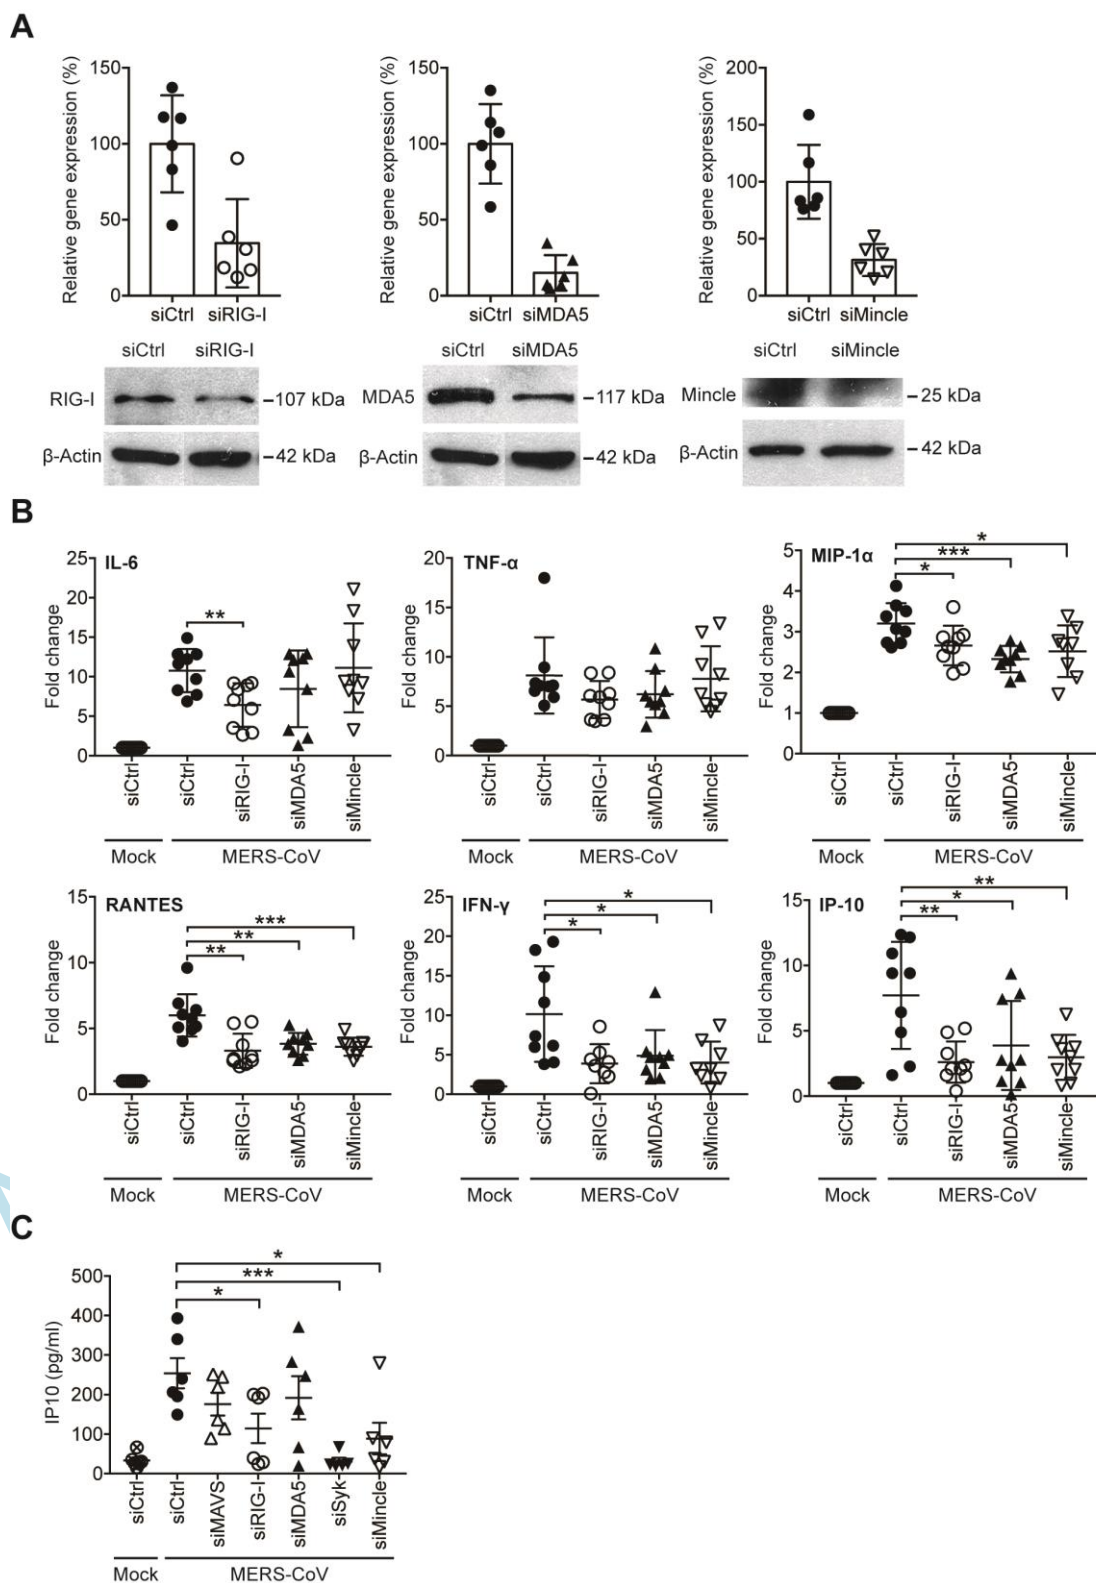 A
Relative gene expression (%)
150
100
50
0
siCtrl siRIG-I
Relative gene expression (%)
150
100
50
0
siCtrl siMDA5
Relative gene expression (%)
200
150
100
50
0
siCtrl siMincle
siCtrl siRIG-I
RIG-I
107 kDa
β-Actin
42 kDa
siCtrl siMDA5
MDA5
117 kDa
β-Actin
42 kDa
siCtrl siMincle
Mincle
25 kDa
β-Actin
42 kDa
B
IL-6
Fold change
25
20
15
10
5
0
**
siCtrl
siCtrl
siRIG-I
siMDA5
siMincle
Mock
MERS-CoV
TNF-α
Fold change
20
15
10
5
0
siCtrl
siCtrl
siRIG-I
siMDA5
siMincle
Mock
MERS-CoV
MIP-1α
Fold change
5
4
3
2
1
0
*
***
*
siCtrl
siCtrl
siRIG-I
siMDA5
siMincle
Mock
MERS-CoV
RANTES
Fold change
15
10
5
0
***
**
**
siCtrl
siCtrl
siRIG-I
siMDA5
siMincle
Mock
MERS-CoV
IFN-γ
Fold change
25
20
15
10
5
0
*
*
*
siCtrl
siCtrl
siRIG-I
siMDA5
siMincle
Mock
MERS-CoV
IP-10
Fold change
15
10
5
0
**
*
**
siCtrl
siCtrl
siRIG-I
siMDA5
siMincle
Mock
MERS-CoV
C
IP10 (pg/ml)
500
400
300
200
100
0
*
***
*
siCtrl
siCtrl
siMAVS
siRIG-I
siMDA5
siSyk
siMincle
Mock
MERS-CoV